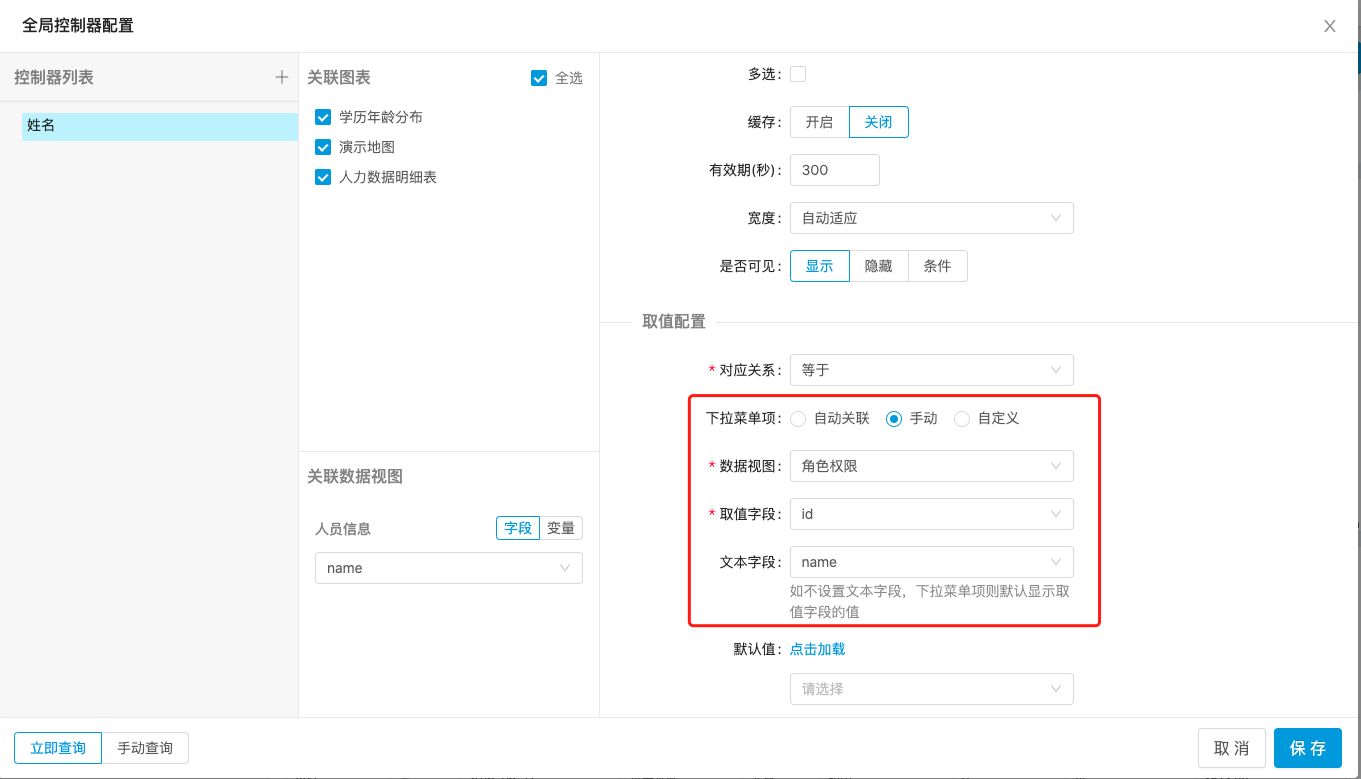 全局控制器配置
控制器列表
姓名
关联图表
全选
学历年龄分布
演示地图
人力数据明细表
关联数据视图
人员信息
字段
变量
name
多选:
缓存:
开启
关闭
有效期(秒):
300
宽度:
自动适应
是否可见:
显示
隐藏
条件
取值配置
* 对应关系:
等于
下拉菜单项:
自动关联
手动
自定义
* 数据视图:
角色权限
* 取值字段:
id
文本字段:
name
如不设置文本字段，下拉菜单项则默认显示取
值字段的值
默认值:
点击加载
请选择
立即查询
手动查询
取 消
保 存